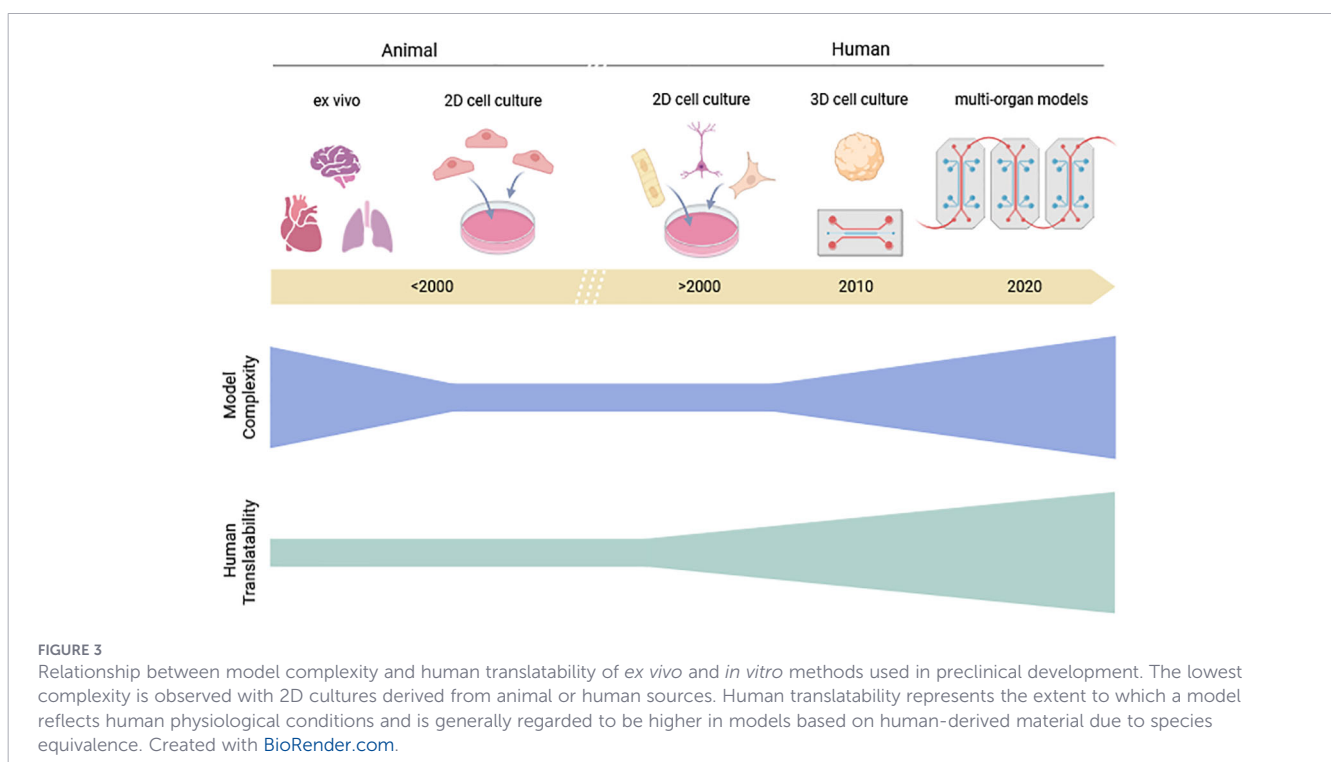 Animal
Human
ex vivo
2D cell culture
2D cell culture
3D cell culture
multi-organ models
<2000
>2000
2010
2020
Model
Complexity
Human
Translatability
FIGURE 3
Relationship between model complexity and human translatability of ex vivo and in vitro methods used in preclinical development. The lowest
complexity is observed with 2D cultures derived from animal or human sources. Human translatability represents the extent to which a model
reflects human physiological conditions and is generally regarded to be higher in models based on human-derived material due to species
equivalence. Created with BioRender.com.